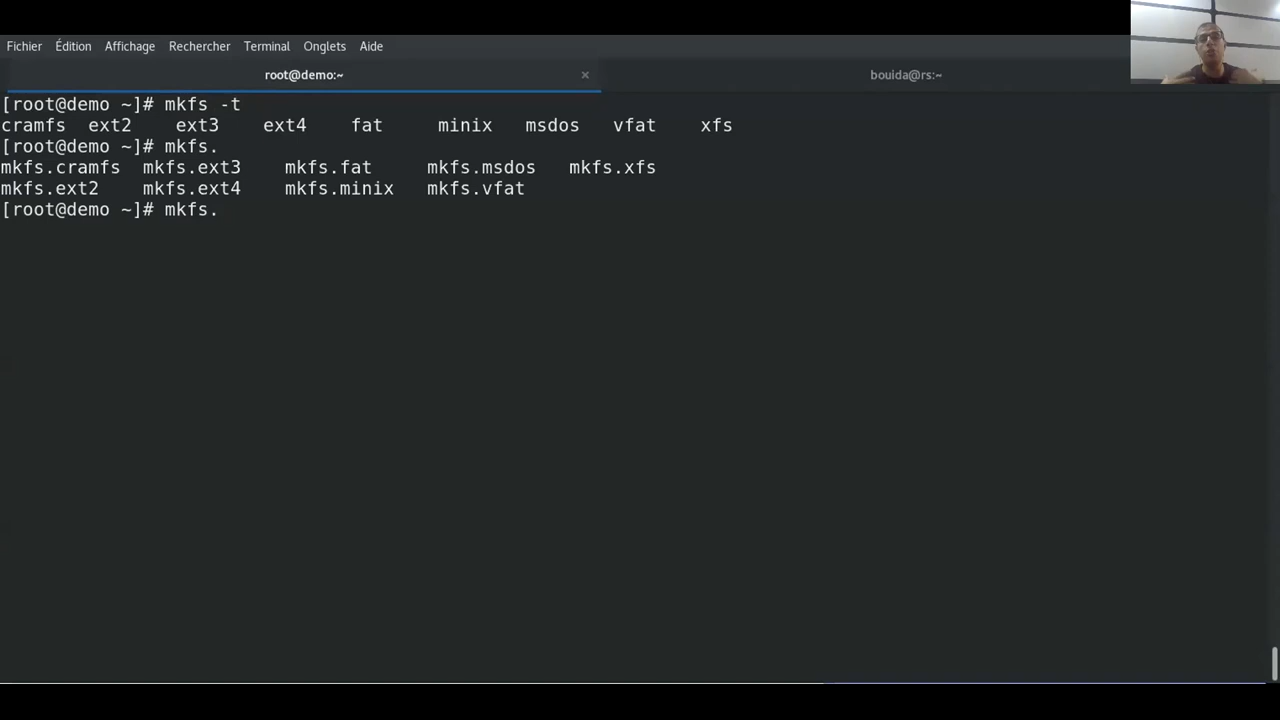 Fichier Édition Affichage Rechercher Terminal Onglets Aide
root@demo:~ × bouida@rs:~
[root@demo ~]# mkfs -t
cramfs ext2 ext3 ext4 fat minix msdos vfat xfs
[root@demo ~]# mkfs.
mkfs.cramfs mkfs.ext3 mkfs.fat mkfs.msdos mkfs.xfs
mkfs.ext2 mkfs.ext4 mkfs.minix mkfs.vfat
[root@demo ~]# mkfs.